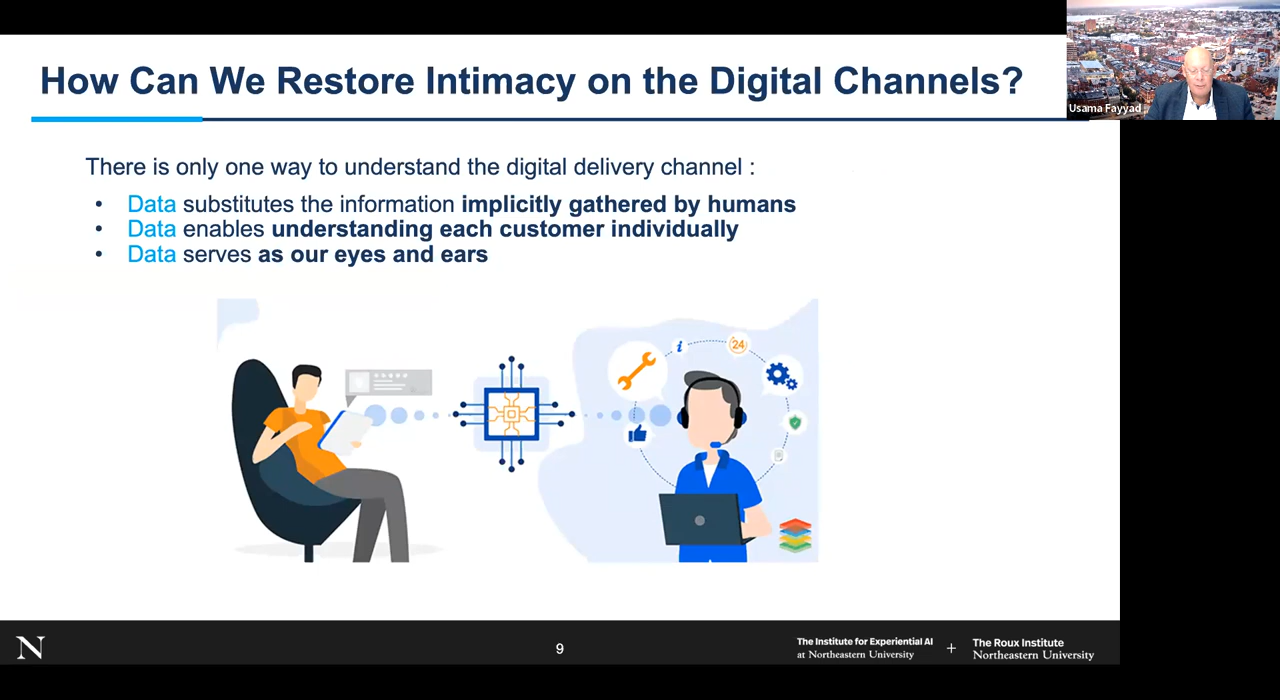 How Can We Restore Intimacy on the Digital Channels?
Usama Fayyad
There is only one way to understand the digital delivery channel :
• Data substitutes the information implicitly gathered by humans
• Data enables understanding each customer individually
• Data serves as our eyes and ears
i
24
N
9
The Institute for Experiential AI
at Northeastern University
+
The Roux Institute
Northeastern University